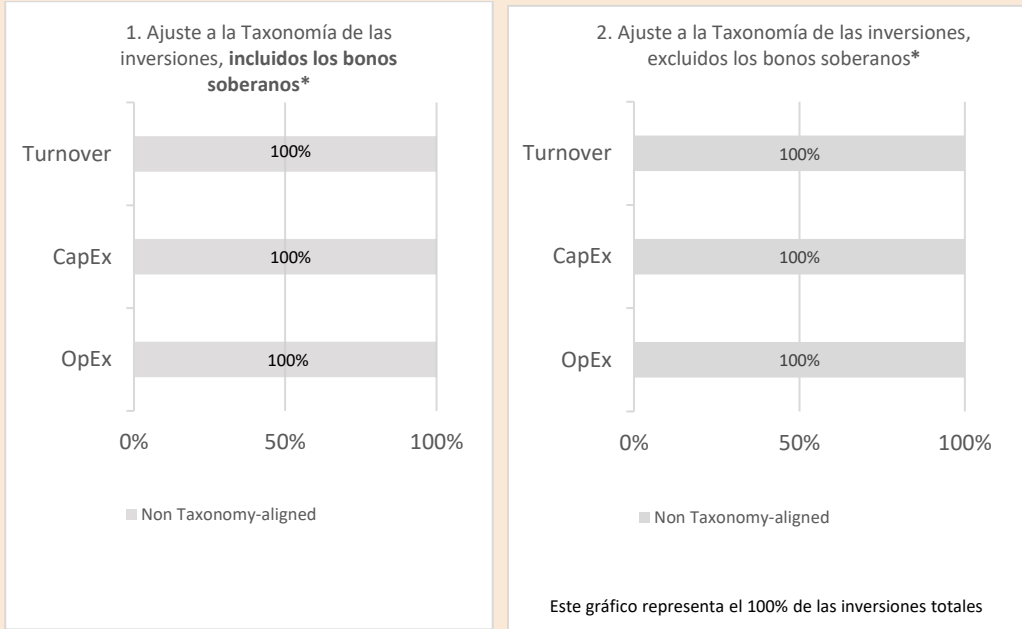 1. Ajuste a la Taxonomía de las
inversiones, incluidos los bonos
soberanos*
Turnover
100%
CapEx
100%
OpEx
100%
0%
50%
100%
Non Taxonomy-aligned
2. Ajuste a la Taxonomía de las inversiones,
excluidos los bonos soberanos*
Turnover
100%
CapEx
100%
OpEx
100%
0%
50%
100%
Non Taxonomy-aligned
Este gráfico representa el 100% de las inversiones totales